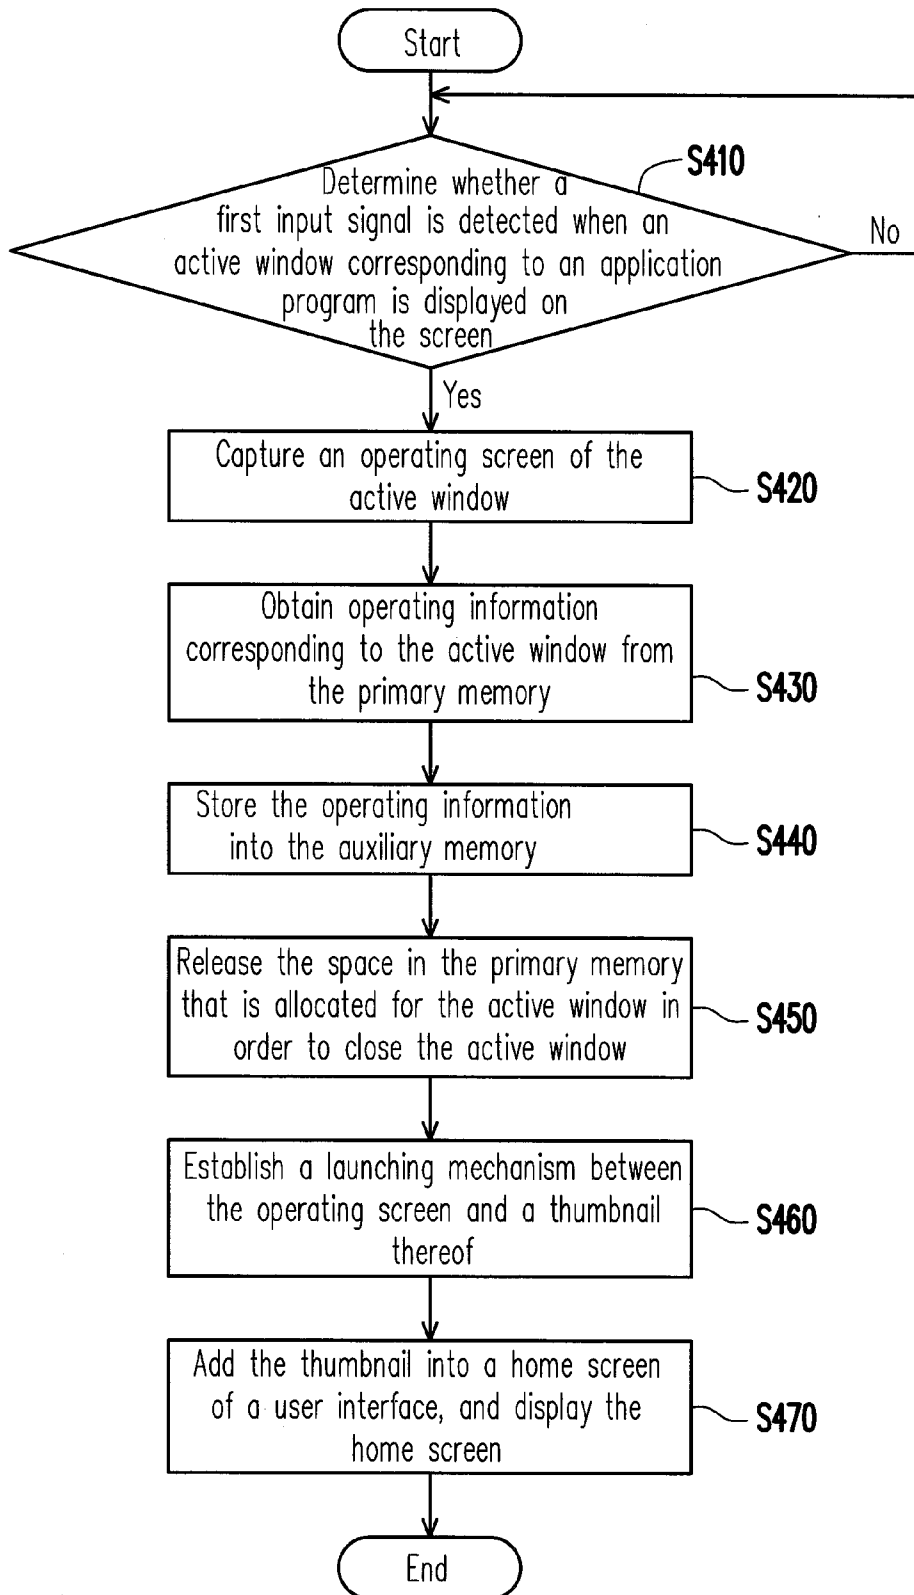 Start
S410
Determine whether a
first input signal is detected when an
active window corresponding to an application
program is displayed on
the screen
No
Yes
Capture an operating screen of the
active window
S420
Obtain operating information
corresponding to the active window from
the primary memory
S430
Store the operating information
into the auxiliary memory
S440
Release the space in the primary memory
that is allocated for the active window in
order to close the active window
S450
Establish a launching mechanism between
the operating screen and a thumbnail
thereof
S460
Add the thumbnail into a home screen
of a user interface, and display the
home screen
S470
End